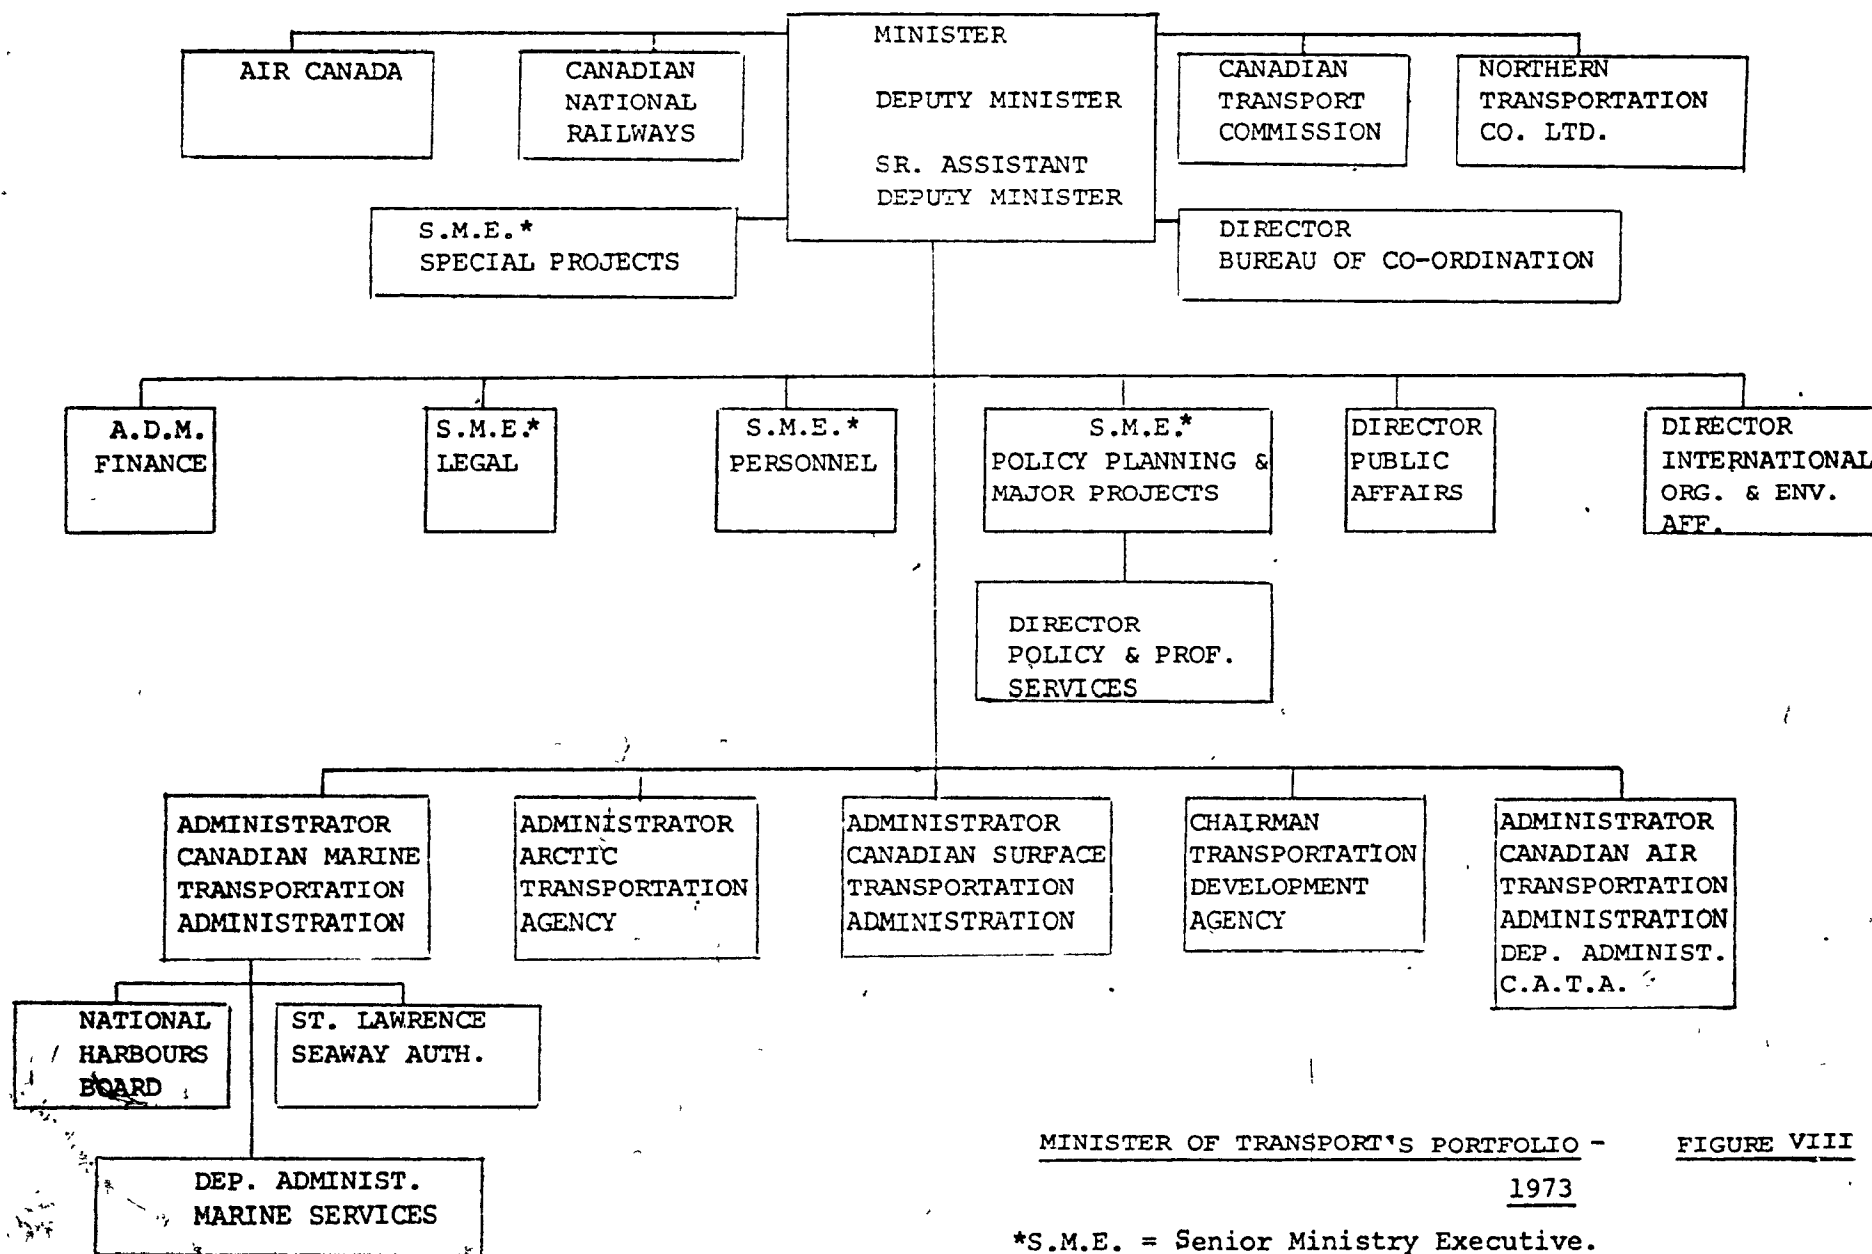 MINISTER
DEPUTY MINISTER
SR. ASSISTANT
DEPUTY MINISTER
AIR CANADA
CANADIAN
NATIONAL
RAILWAYS
CANADIAN
TRANSPORT
COMMISSION
NORTHERN
TRANSPORTATION
CO. LTD.
S.M.E.*
SPECIAL PROJECTS
DIRECTOR
BUREAU OF CO-ORDINATION
A.D.M.
FINANCE
S.M.E.*
LEGAL
S.M.E.*
PERSONNEL
S.M.E.*
POLICY PLANNING &
MAJOR PROJECTS
DIRECTOR
PUBLIC
AFFAIRS
DIRECTOR
INTERNATIONAL
ORG. & ENV.
AFF.
DIRECTOR
POLICY & PROF.
SERVICES
ADMINISTRATOR
CANADIAN MARINE
TRANSPORTATION
ADMINISTRATION
ADMINISTRATOR
ARCTIC
TRANSPORTATION
AGENCY
ADMINISTRATOR
CANADIAN SURFACE
TRANSPORTATION
ADMINISTRATION
CHAIRMAN
TRANSPORTATION
DEVELOPMENT
AGENCY
ADMINISTRATOR
CANADIAN AIR
TRANSPORTATION
ADMINISTRATION
DEP. ADMINIST.
C.A.T.A.
NATIONAL
HARBOURS
BOARD
ST. LAWRENCE
SEAWAY AUTH.
DEP. ADMINIST.
MARINE SERVICES
MINISTER OF TRANSPORT'S PORTFOLIO - FIGURE VIII
1973
*S.M.E. = Senior Ministry Executive.